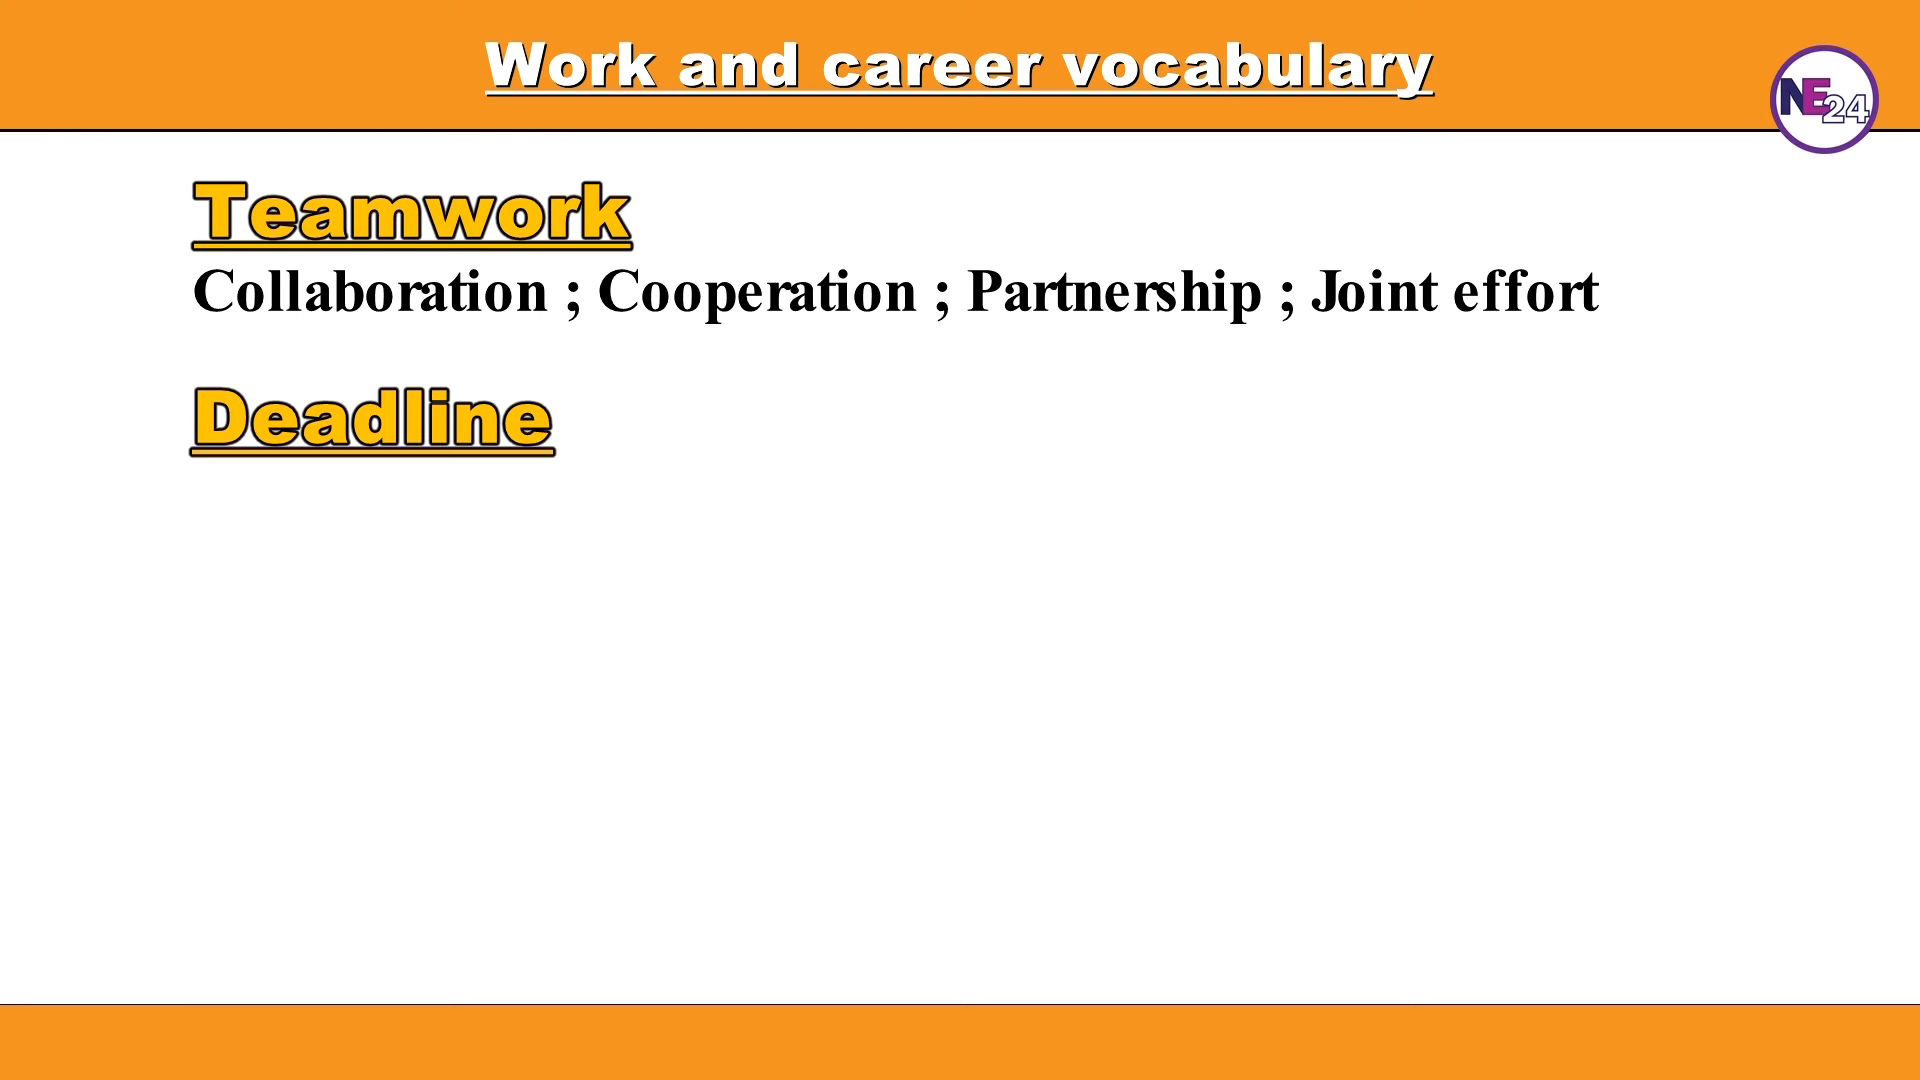 Work and career vocabulary
NE24
Teamwork
Collaboration ; Cooperation ; Partnership ; Joint effort
Deadline